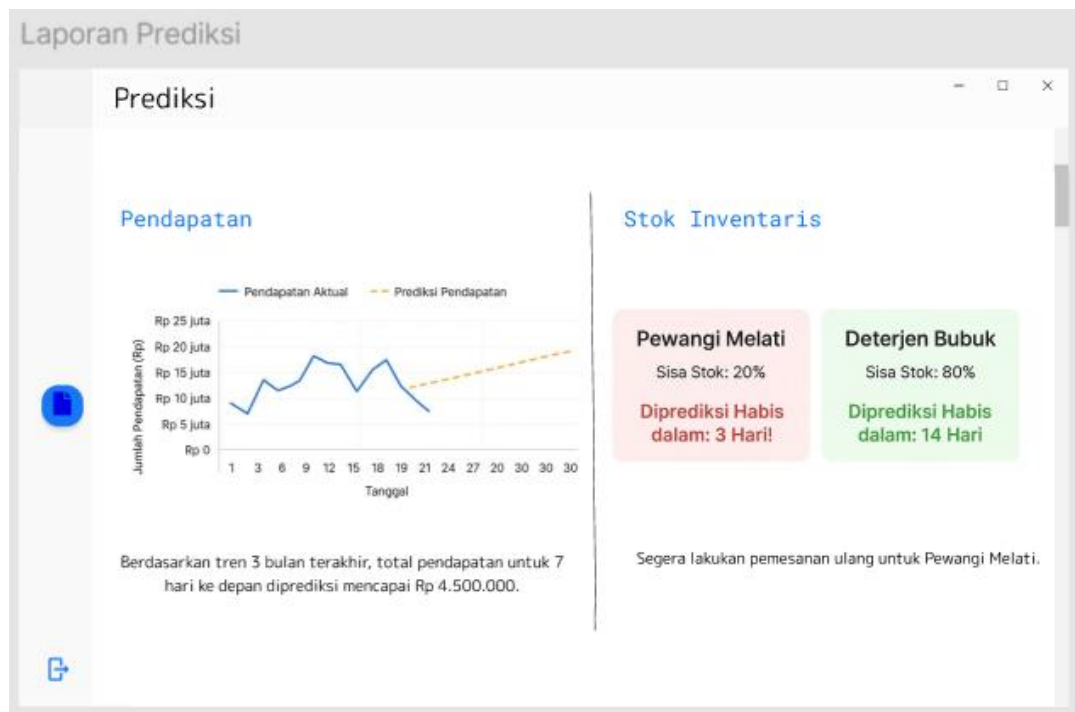 Laporan Prediksi
Prediksi
Pendapatan
Pendapatan Aktual
Prediksi Pendapatan
Jumlah Pendapatan (Rp)
Rp 25 juta
Rp 20 juta
Rp 15 juta
Rp 10 juta
Rp 5 juta
Rp 0
1 3 6 9 12 15 18 19 21 24 27 20 30 30 30
Tanggal
Berdasarkan tren 3 bulan terakhir, total pendapatan untuk 7
hari ke depan diprediksi mencapai Rp 4.500.000.
Stok Inventaris
Pewangi Melati
Sisa Stok: 20%
Diprediksi Habis
dalam: 3 Hari!
Deterjen Bubuk
Sisa Stok: 80%
Diprediksi Habis
dalam: 14 Hari
Segera lakukan pemesanan ulang untuk Pewangi Melati.